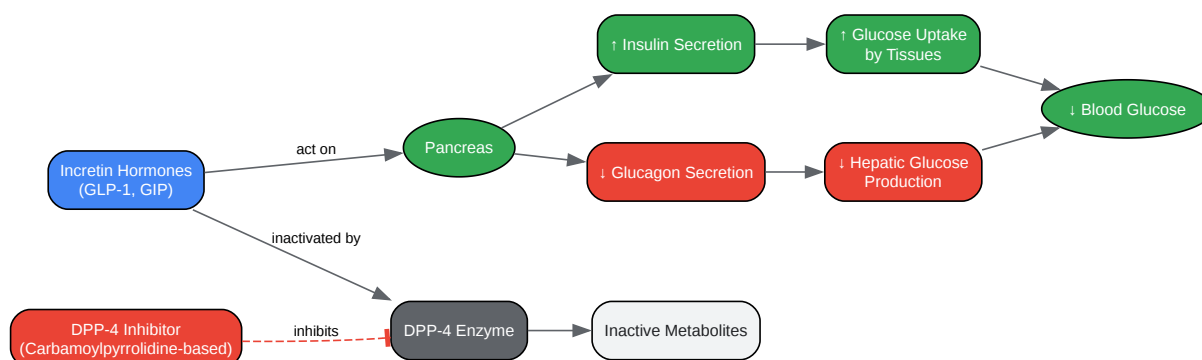 ↑ Insulin Secretion
↑ Glucose Uptake
by Tissues
↓ Blood Glucose
act on
Pancreas
Incretin Hormones
(GLP-1, GIP)
↓ Glucagon Secretion
↓ Hepatic Glucose
Production
inactivated by
DPP-4 Inhibitor
(Carbamoylpyrrolidine-based)
inhibits
DPP-4 Enzyme
Inactive Metabolites